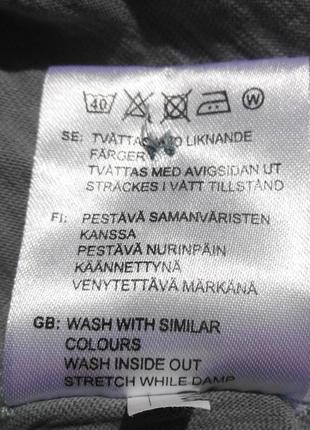 40 W
SE: TVÄTTAS LIKNANDE
FÄRGER
TVÄTTAS MED AVIGSIDAN UT
STRÄCKES I VÅTT TILLSTÅND
FI: PESTÄVÄ SAMANVÄRISTEN
KANSSA
PESTÄVÄ NURINPÄIN
KÄÄNNETTYNÄ
VENYTETTÄVÄ MÄRKÄNÄ
GB: WASH WITH SIMILAR
COLOURS
WASH INSIDE OUT
STRETCH WHILE DAMP